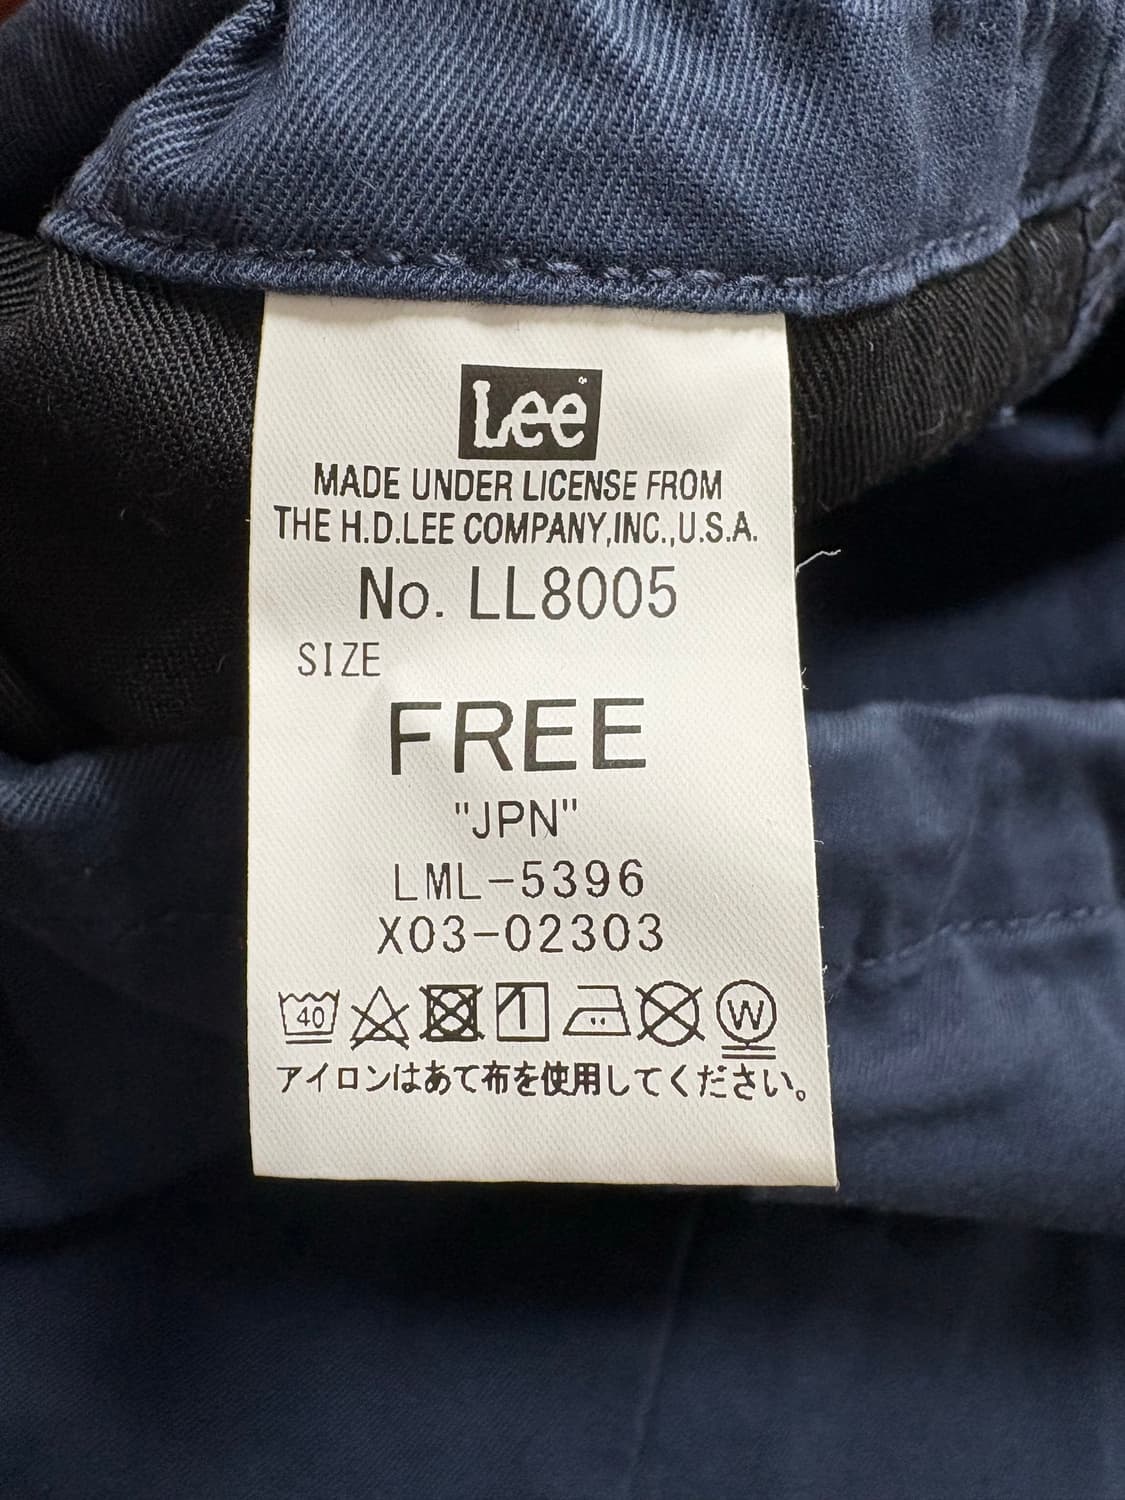 Lee
MADE UNDER LICENSE FROM
THE H.D.LEE COMPANY,INC.,U.S.A.
No. LL8005
SIZE
FREE
"JPN"
LML-5396
X03-02303
40 W
アイロンはあて布を使用してください。